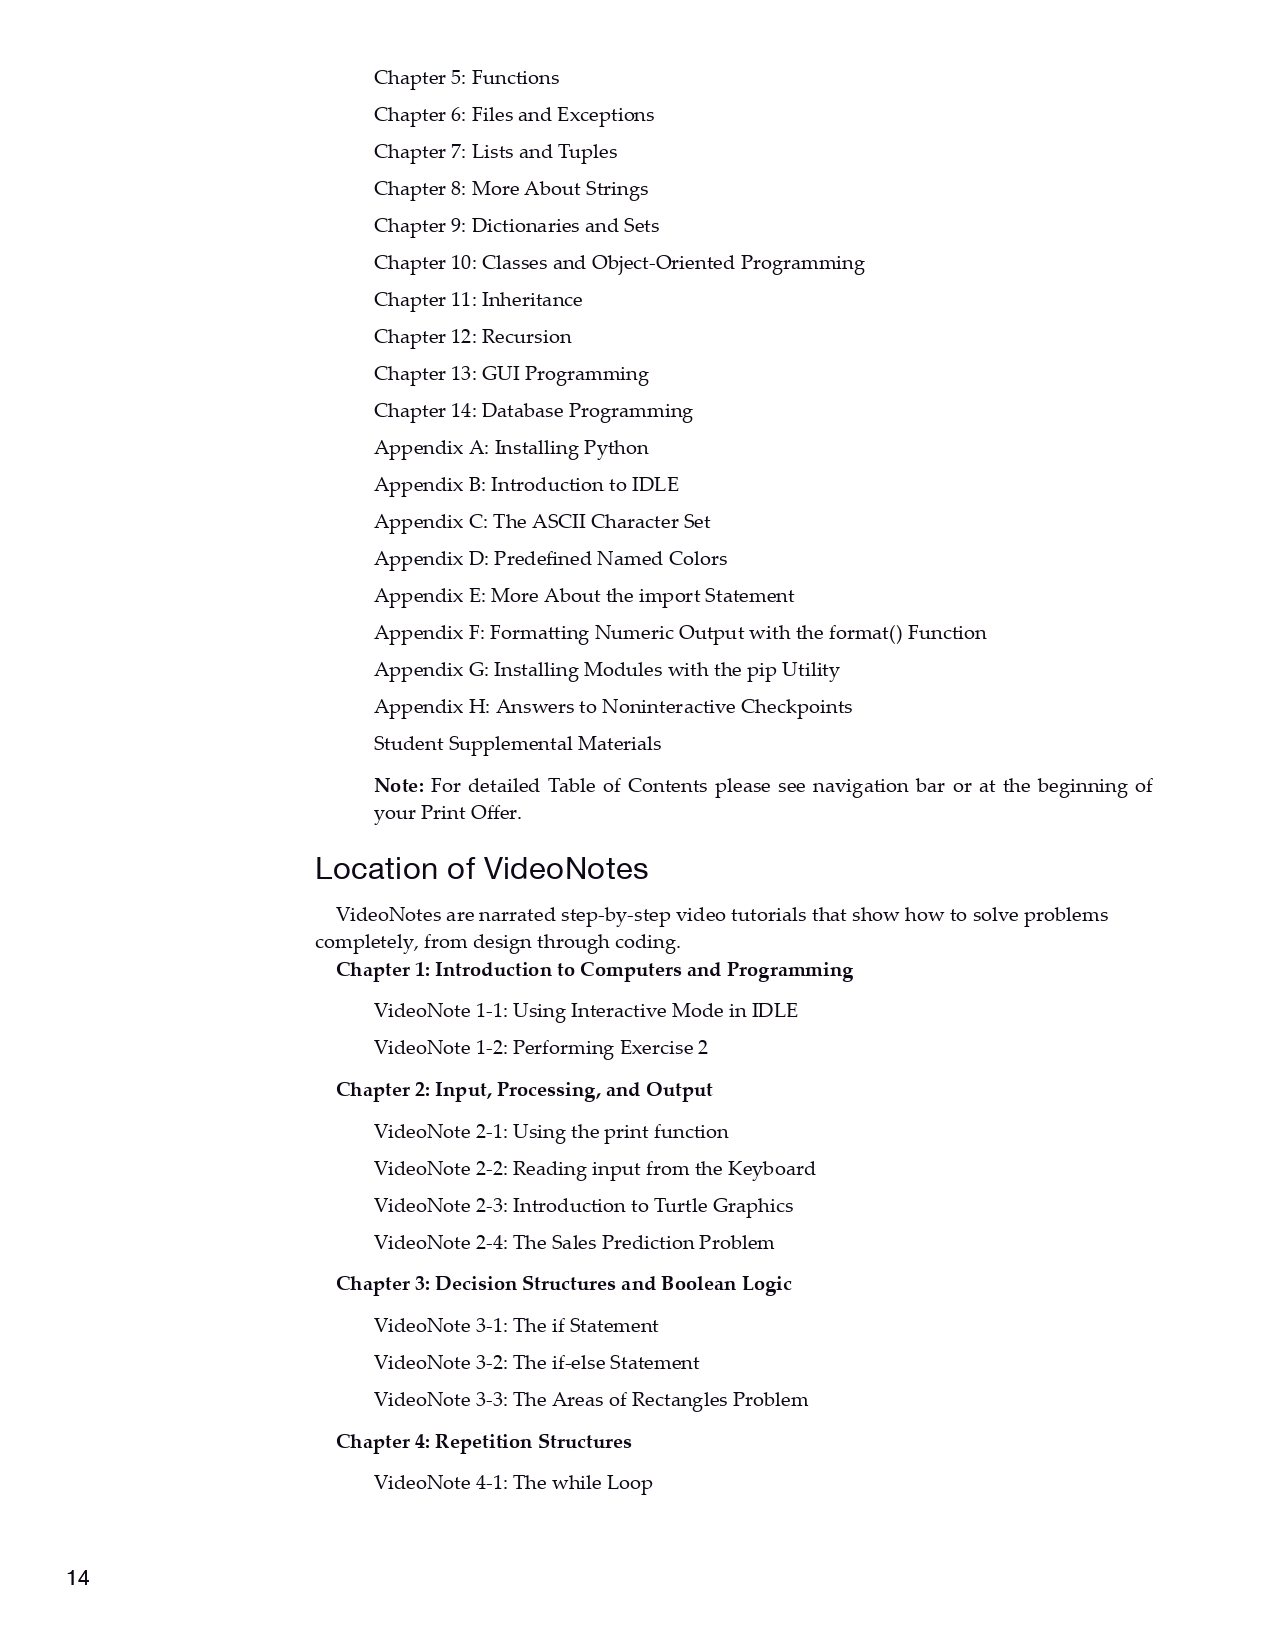 Chapter 5: Functions
Chapter 6: Files and Exceptions
Chapter 7: Lists and Tuples
Chapter 8: More About Strings
Chapter 9: Dictionaries and Sets
Chapter 10: Classes and Object-Oriented Programming
Chapter 11: Inheritance
Chapter 12: Recursion
Chapter 13: GUI Programming
Chapter 14: Database Programming
Appendix A: Installing Python
Appendix B: Introduction to IDLE
Appendix C: The ASCII Character Set
Appendix D: Predefined Named Colors
Appendix E: More About the import Statement
Appendix F: Formatting Numeric Output with the format() Function
Appendix G: Installing Modules with the pip Utility
Appendix H: Answers to Noninteractive Checkpoints
Student Supplemental Materials
Note: For detailed Table of Contents please see navigation bar or at the beginning of
your Print Offer.
Location of VideoNotes
VideoNotes are narrated step-by-step video tutorials that show how to solve problems
completely, from design through coding.
Chapter 1: Introduction to Computers and Programming
VideoNote 1-1: Using Interactive Mode in IDLE
VideoNote 1-2: Performing Exercise 2
Chapter 2: Input, Processing, and Output
VideoNote 2-1: Using the print function
VideoNote 2-2: Reading input from the Keyboard
VideoNote 2-3: Introduction to Turtle Graphics
VideoNote 2-4: The Sales Prediction Problem
Chapter 3: Decision Structures and Boolean Logic
VideoNote 3-1: The if Statement
VideoNote 3-2: The if-else Statement
VideoNote 3-3: The Areas of Rectangles Problem
Chapter 4: Repetition Structures
VideoNote 4-1: The while Loop
14